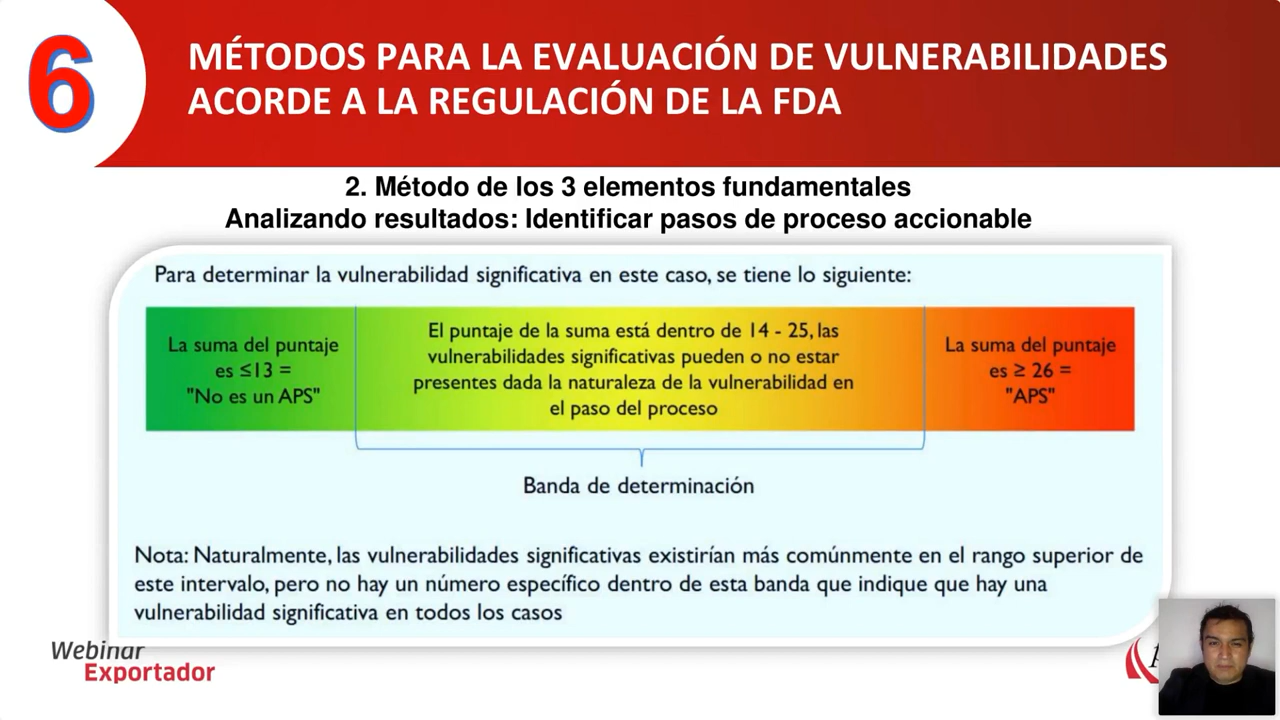 6
MÉTODOS PARA LA EVALUACIÓN DE VULNERABILIDADES
ACORDE A LA REGULACIÓN DE LA FDA
2. Método de los 3 elementos fundamentales
Analizando resultados: Identificar pasos de proceso accionable
Para determinar la vulnerabilidad significativa en este caso, se tiene lo siguiente:
La suma del puntaje
es ≤13 =
"No es un APS"
El puntaje de la suma está dentro de 14 - 25, las
vulnerabilidades significativas pueden o no estar
presentes dada la naturaleza de la vulnerabilidad en
el paso del proceso
La suma del puntaje
es ≥ 26 =
"APS"
Banda de determinación
Nota: Naturalmente, las vulnerabilidades significativas existirían más comúnmente en el rango superior de
este intervalo, pero no hay un número específico dentro de esta banda que indique que hay una
vulnerabilidad significativa en todos los casos
Webinar
Exportador